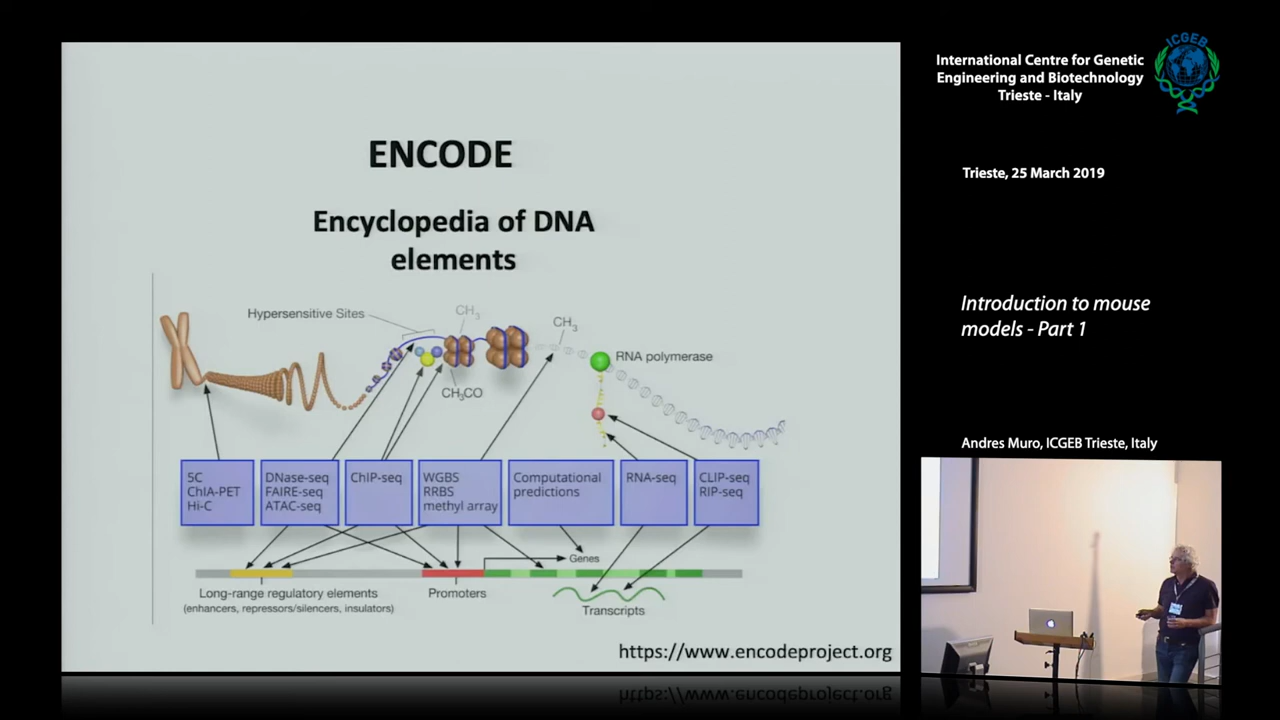 ENCODE
Encyclopedia of DNA
elements
Hypersensitive Sites
CH3
CH3
RNA polymerase
CH3CO
5C
ChIA-PET
Hi-C
DNase-seq
FAIRE-seq
ATAC-seq
ChIP-seq
WGBS
RRBS
methyl array
Computational
predictions
RNA-seq
CLIP-seq
RIP-seq
Genes
Long-range regulatory elements
(enhancers, repressors/silencers, insulators)
Promoters
Transcripts
https://www.encodeproject.org
International Centre for Genetic
Engineering and Biotechnology
Trieste - Italy
ICGEB
Trieste, 25 March 2019
Introduction to mouse
models - Part 1
Andres Muro, ICGEB Trieste, Italy